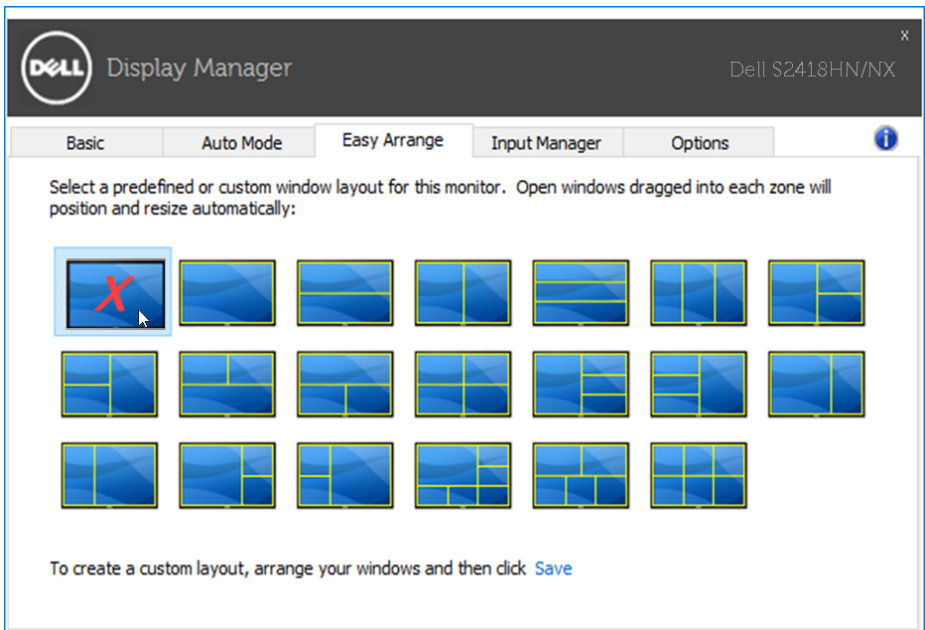 X
DELL Display Manager
Dell S2418HN/NX
Basic Auto Mode Easy Arrange Input Manager Options
Select a predefined or custom window layout for this monitor. Open windows dragged into each zone will
position and resize automatically:
X
To create a custom layout, arrange your windows and then click Save